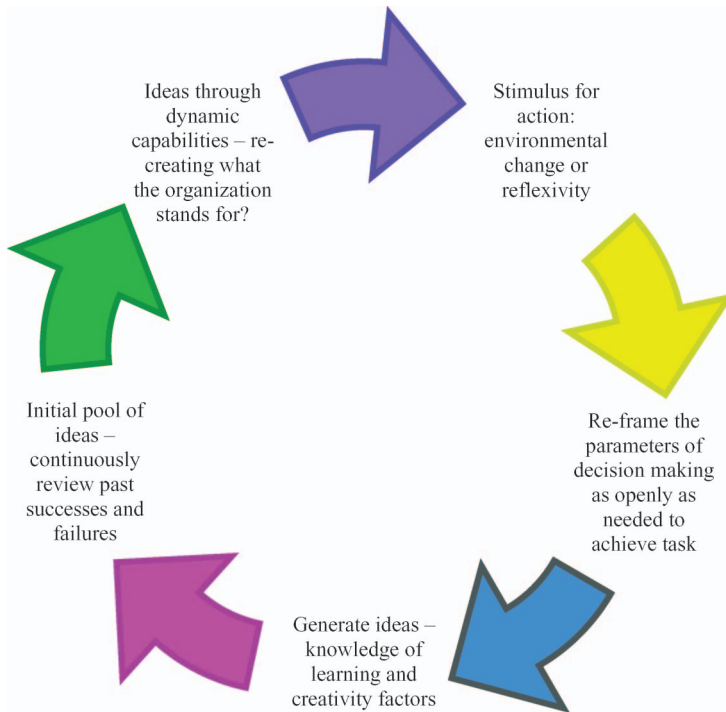 Ideas through
dynamic
capabilities – re-
creating what
the organization
stands for?
Stimulus for
action:
environmental
change or
reflexivity
Re-frame the
parameters of
decision making
as openly as
needed to
achieve task
Generate ideas –
knowledge of
learning and
creativity factors
Initial pool of
ideas –
continuously
review past
successes and
failures